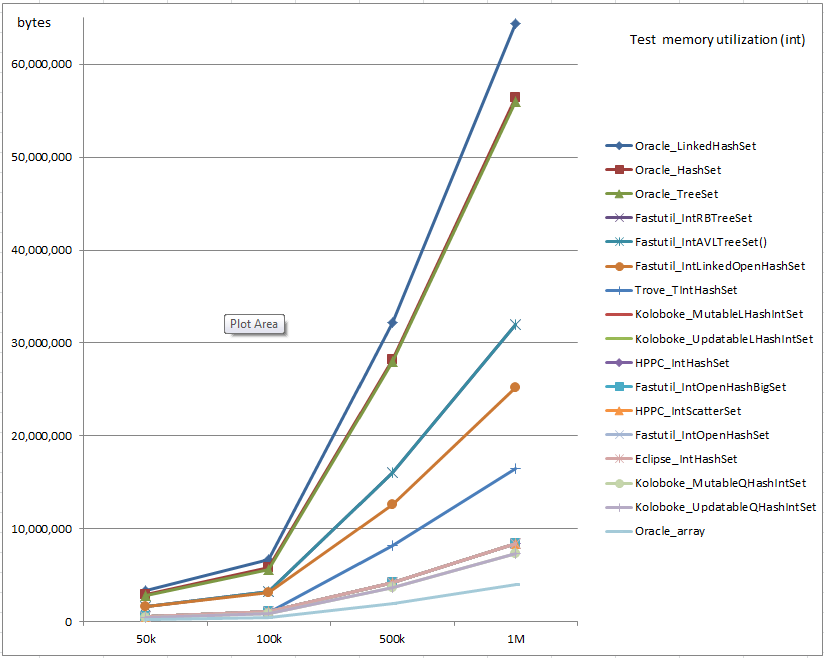 bytes
Test memory utilization (int)
60,000,000
50,000,000
40,000,000
30,000,000
20,000,000
10,000,000
0
50k
100k
500k
1M
Plot Area
Oracle_LinkedHashSet
Oracle_HashSet
Oracle_TreeSet
Fastutil_IntRBTreeSet
Fastutil_IntAVLTreeSet()
Fastutil_IntLinkedOpenHashSet
Trove_TIntHashSet
Koloboke_MutableLHashIntSet
Koloboke_UpdatableLHashIntSet
HPPC_IntHashSet
Fastutil_IntOpenHashBigSet
HPPC_IntScatterSet
Fastutil_IntOpenHashSet
Eclipse_IntHashSet
Koloboke_MutableQHashIntSet
Koloboke_UpdatableQHashIntSet
Oracle_array